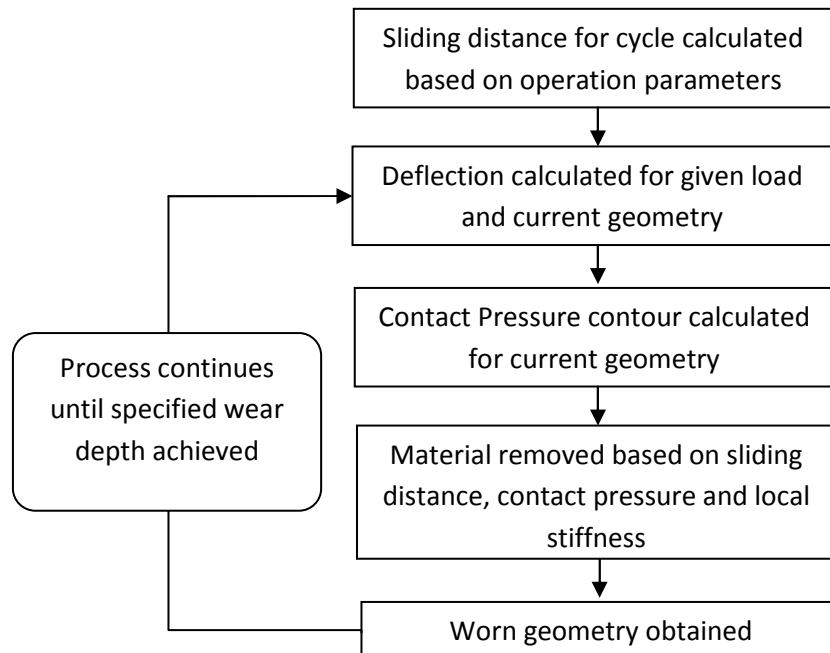 Sliding distance for cycle calculated
based on operation parameters
Deflection calculated for given load
and current geometry
Contact Pressure contour calculated
for current geometry
Process continues
until specified wear
depth achieved
Material removed based on sliding
distance, contact pressure and local
stiffness
Worn geometry obtained